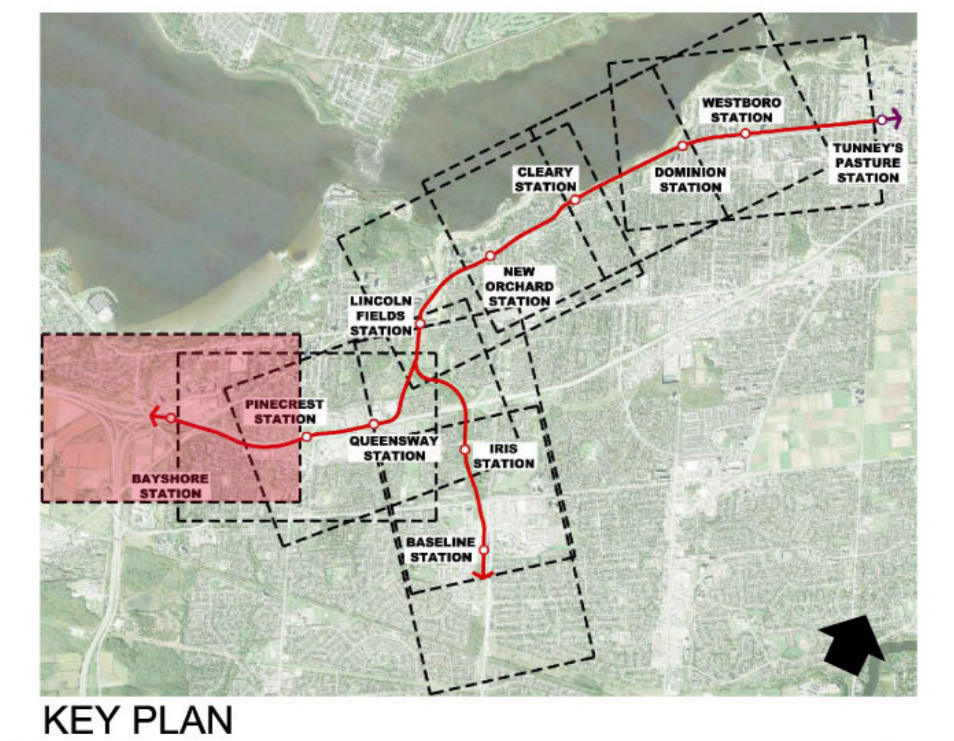 WESTBORO
STATION
TUNNEY'S
PASTURE
STATION
CLEARY
STATION
DOMINION
STATION
NEW
ORCHARD
STATION
LINCOLN
FIELDS
STATION
PINECREST
STATION
QUEENSWAY
STATION
IRIS
STATION
BAYSHORE
STATION
BASELINE
STATION
KEY PLAN